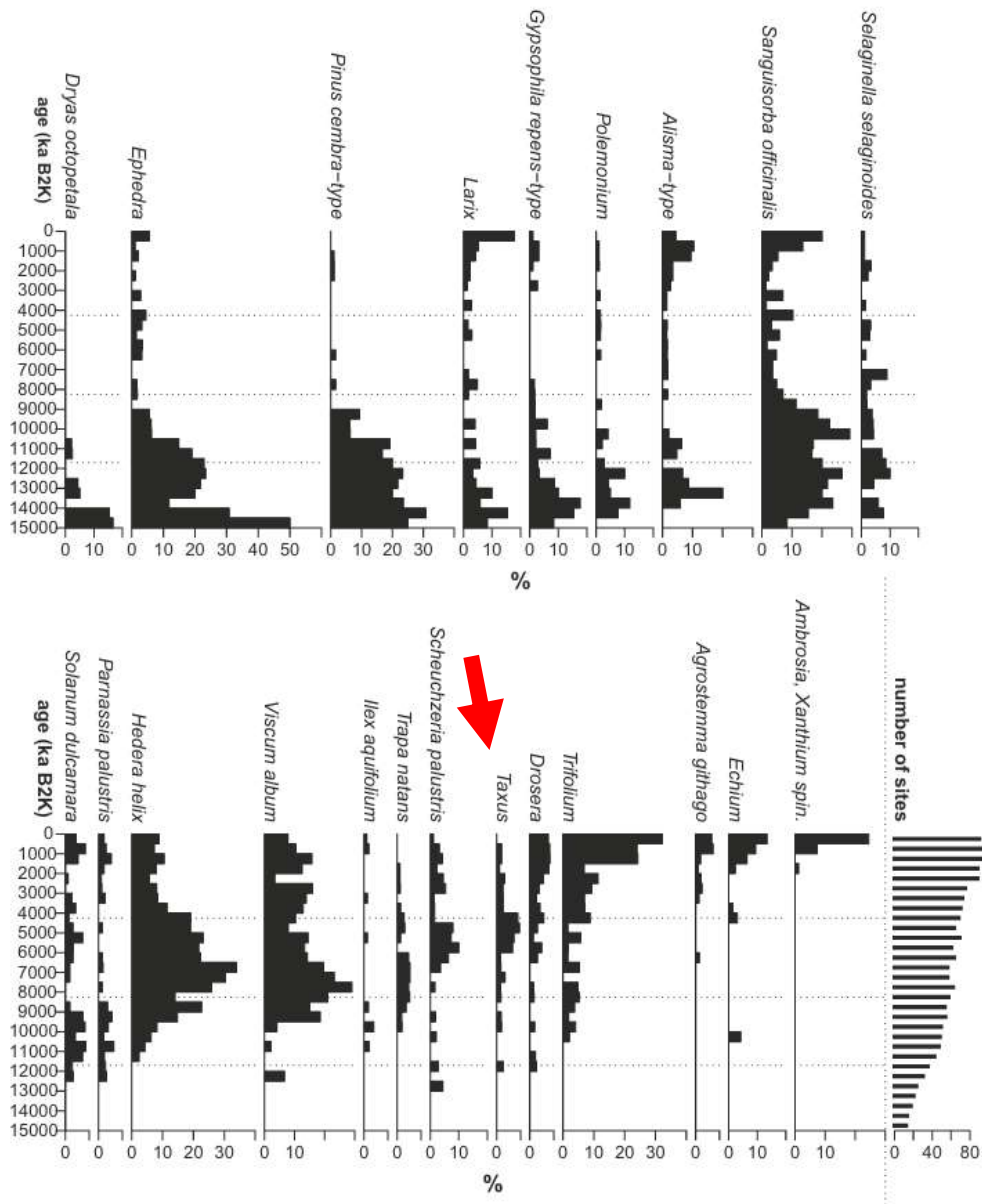 Dryas octopetala
Ephedra
Pinus cembra-type
Larix
Gypsophila repens-type
Polemonium
Alisma-type
Sanguisorba officinalis
Selaginella selaginoides
age (ka B2K)
0
1000
2000
3000
4000
5000
6000
7000
8000
9000
10000
11000
12000
13000
14000
15000
0 10
0 10 20 30 40 50
0 10 20 30
0 10
0 10
0 10
0 10 20
0 10
0 10
%
Solanum dulcamara
Parnassia palustris
Hedera helix
Viscum album
Ilex aquifolium
Trapa natans
Scheuchzeria palustris
Taxus
Drosera
Trifolium
Agrostemma githago
Echium
Ambrosia, Xanthium spin.
number of sites
age (ka B2K)
0
1000
2000
3000
4000
5000
6000
7000
8000
9000
10000
11000
12000
13000
14000
15000
0
0
0 10 20 30
0 10
0
0
0 10
0
0
0 10 20 30
0
0 10
0 10
0 40 80
%